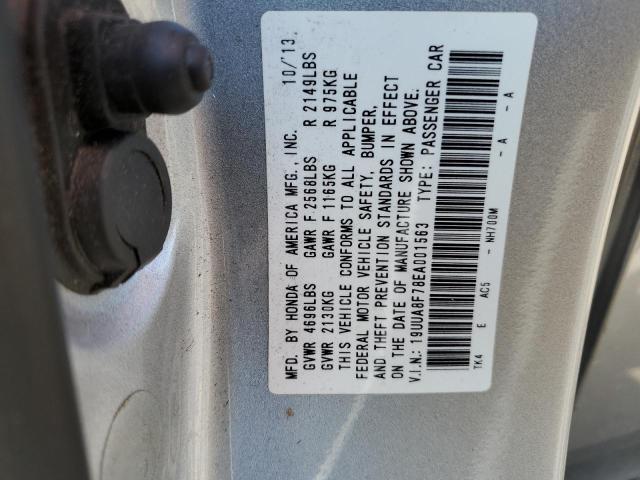 MFD. BY HONDA OF AMERICA MFG., INC. 10/'13
GVWR 4696LBS GAWR F 2568LBS R 2149LBS
GVWR 2130KG GAWR F 1165KG R 975KG
THIS VEHICLE CONFORMS TO ALL APPLICABLE
FEDERAL MOTOR VEHICLE SAFETY, BUMPER,
AND THEFT PREVENTION STANDARDS IN EFFECT
ON THE DATE OF MANUFACTURE SHOWN ABOVE.
V.I.N.: 19UUA8F78EA001563 TYPE: PASSENGER CAR
TK4 E AC5 - NH700M - A - A